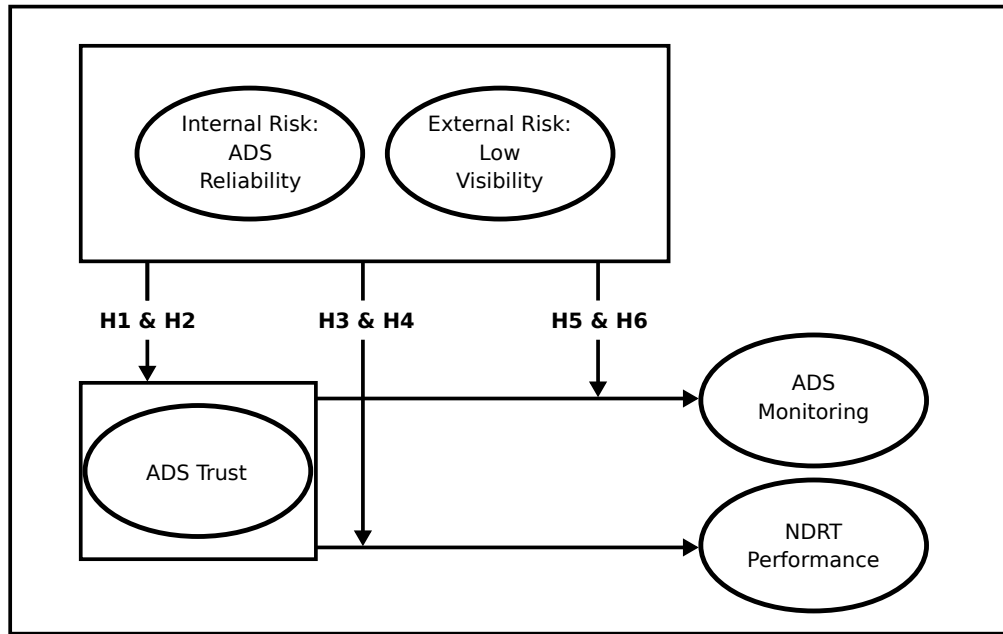 Internal Risk:
ADS
Reliability
External Risk:
Low
Visibility
H1 & H2
H3 & H4
H5 & H6
ADS Trust
ADS
Monitoring
NDRT
Performance